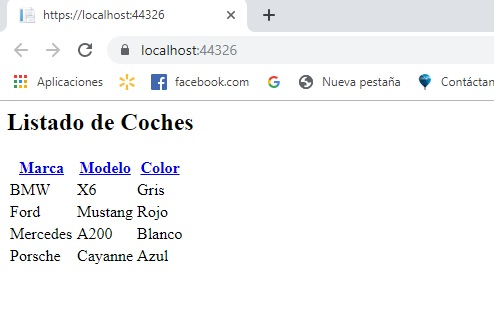 https://localhost:44326
localhost:44326
Aplicaciones facebook.com Nueva pestaña Contáctan
Listado de Coches
Marca Modelo Color
BMW X6 Gris
Ford Mustang Rojo
Mercedes A200 Blanco
Porsche Cayanne Azul